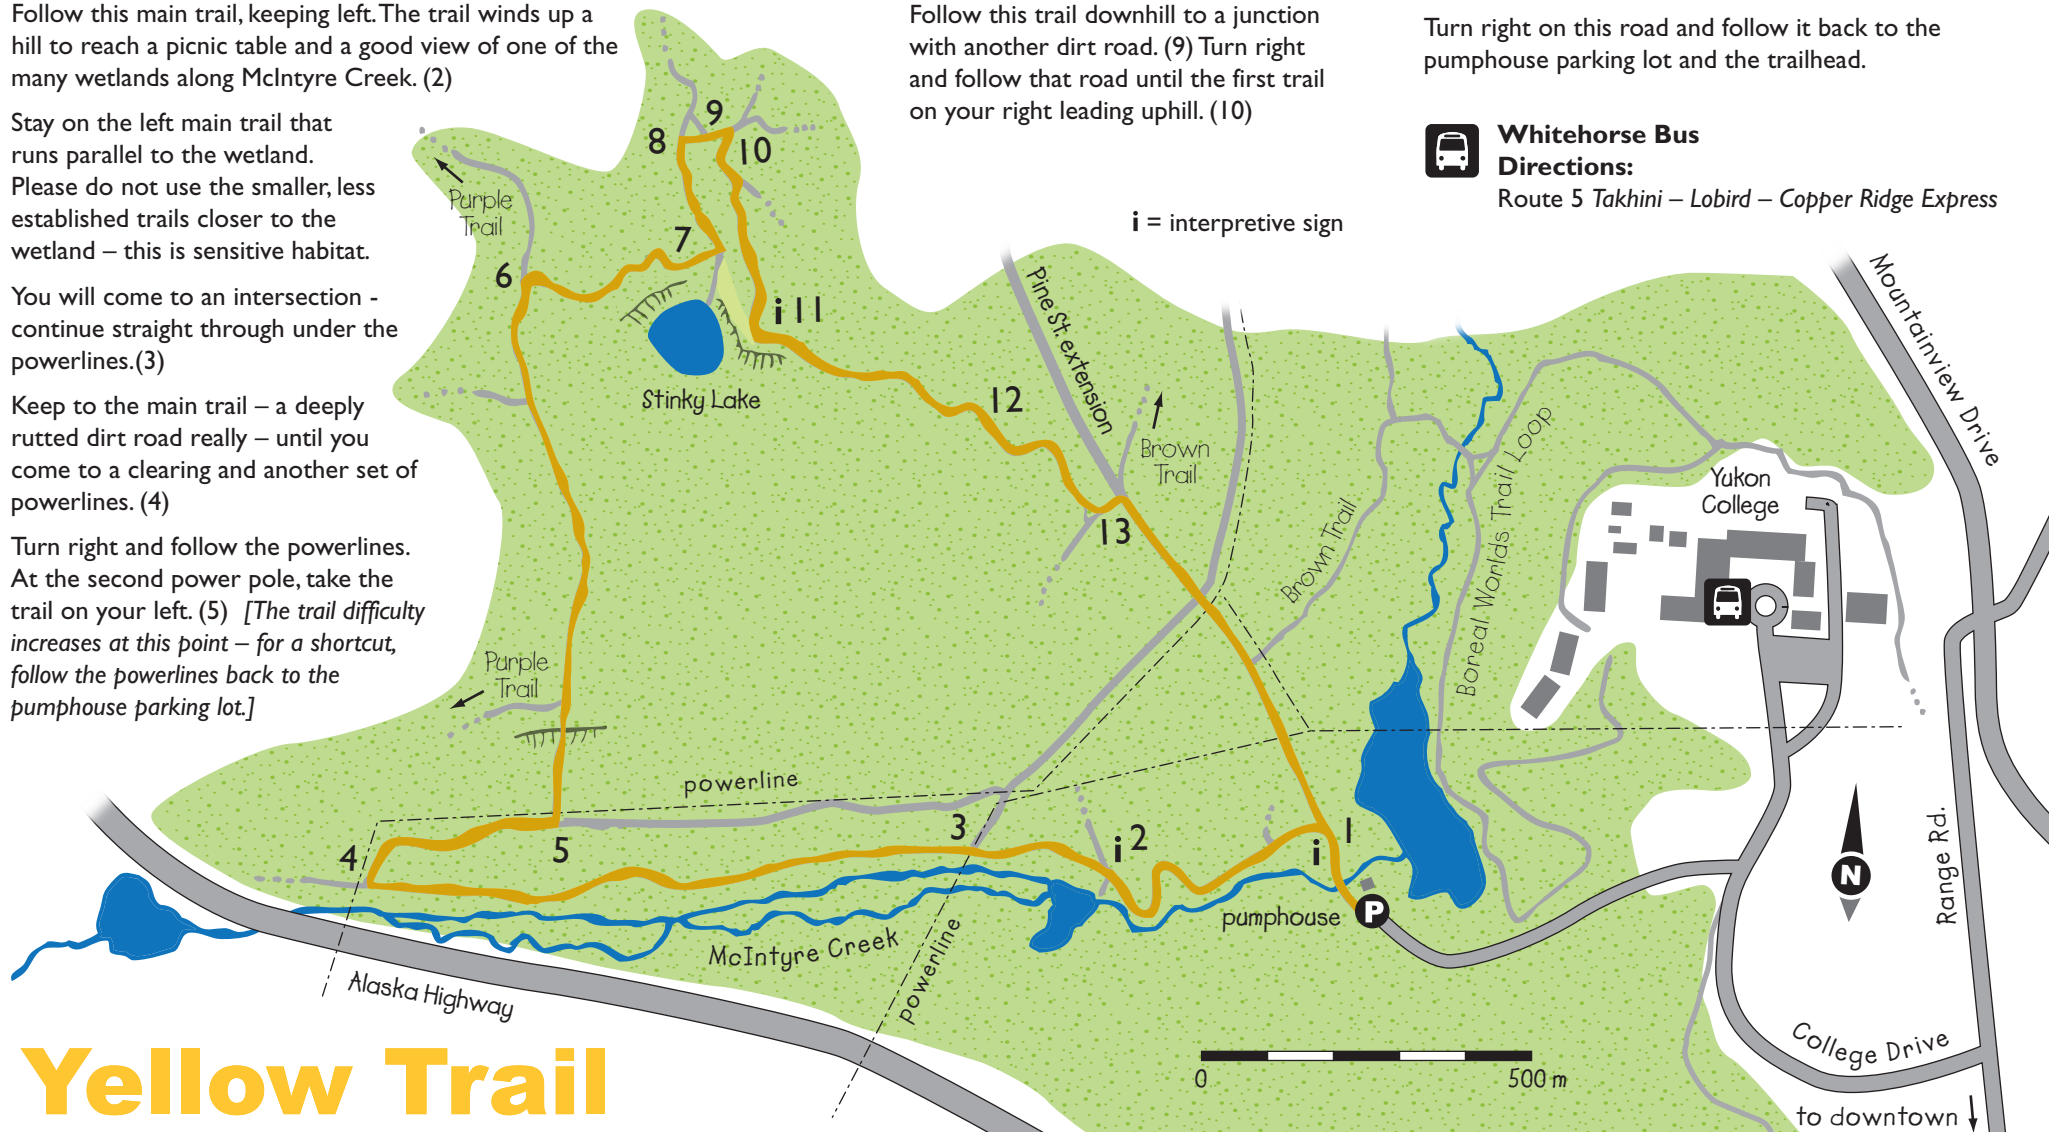 Follow this main trail, keeping left. The trail winds up a
hill to reach a picnic table and a good view of one of the
many wetlands along McIntyre Creek. (2)
Stay on the left main trail that
runs parallel to the wetland.
Please do not use the smaller, less
established trails closer to the
wetland – this is sensitive habitat.
You will come to an intersection -
continue straight through under the
powerlines.(3)
Keep to the main trail – a deeply
rutted dirt road really – until you
come to a clearing and another set of
powerlines. (4)
Turn right and follow the powerlines.
At the second power pole, take the
trail on your left. (5) [The trail difficulty
increases at this point – for a shortcut,
follow the powerlines back to the
pumphouse parking lot.]
Follow this trail downhill to a junction
with another dirt road. (9) Turn right
and follow that road until the first trail
on your right leading uphill. (10)
Turn right on this road and follow it back to the
pumphouse parking lot and the trailhead.
Whitehorse Bus
Directions:
Route 5 Takhini – Lobird – Copper Ridge Express
i = interpretive sign
9
8
10
Purple
Trail
7
6
i 11
Stinky Lake
12
Pine St. extension
Brown
Trail
13
Brown Trail
Boreal Worlds Trail Loop
Yukon
College
Mountainview Drive
Purple
Trail
powerline
3
i 2
1
i
4
5
pumphouse
P
McIntyre Creek
powerline
Alaska Highway
N
Range Rd.
College Drive
to downtown
0
500 m
Yellow Trail